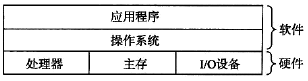 应用程序
软件
操作系统
处理器 主存 I/O设备
硬件